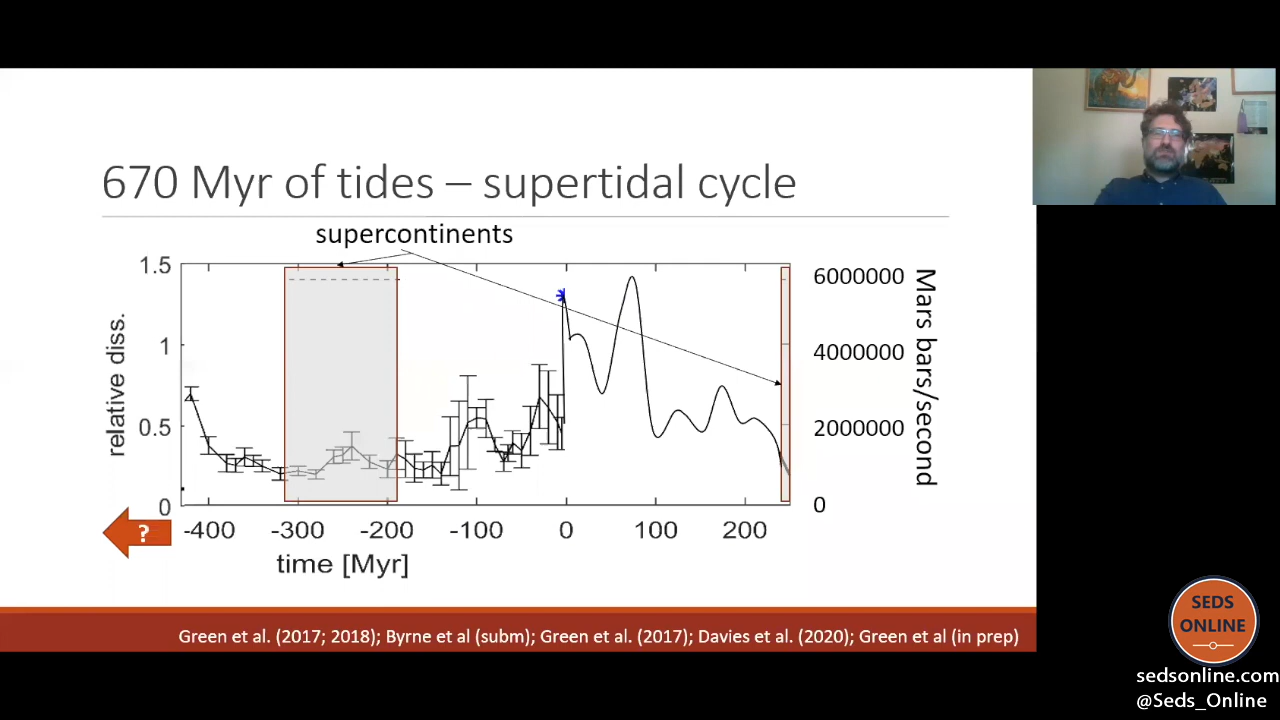 670 Myr of tides – supertidal cycle
supercontinents
1.5
1
0.5
0
relative diss.
6000000
4000000
2000000
0
Mars bars/second
?
-400 -300 -200 -100 0 100 200
time [Myr]
Green et al. (2017; 2018); Byrne et al (subm); Green et al. (2017); Davies et al. (2020); Green et al (in prep)
SEDS
ONLINE
sedsonline.com
@Seds_Online